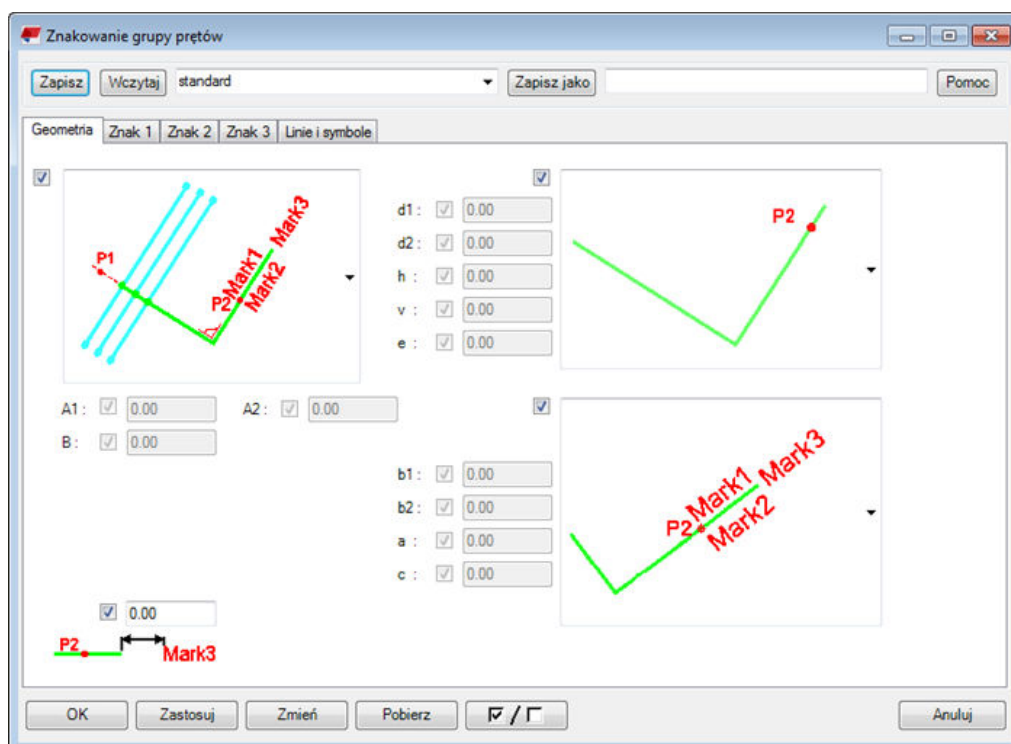 Znakowanie grupy prętów
Zapisz Wczytaj standard Zapisz jako Pomoc
Geometria Znak 1 Znak 2 Znak 3 Linie i symbole
P1
P2
Mark1
Mark2
Mark3
d1 : 0.00
d2 : 0.00
h : 0.00
v : 0.00
e : 0.00
P2
A1 : 0.00 A2 : 0.00
B : 0.00
b1 : 0.00
b2 : 0.00
a : 0.00
c : 0.00
P2
Mark1
Mark2
Mark3
0.00
P2 Mark3
OK Zastosuj Zmień Pobierz / Anuluj